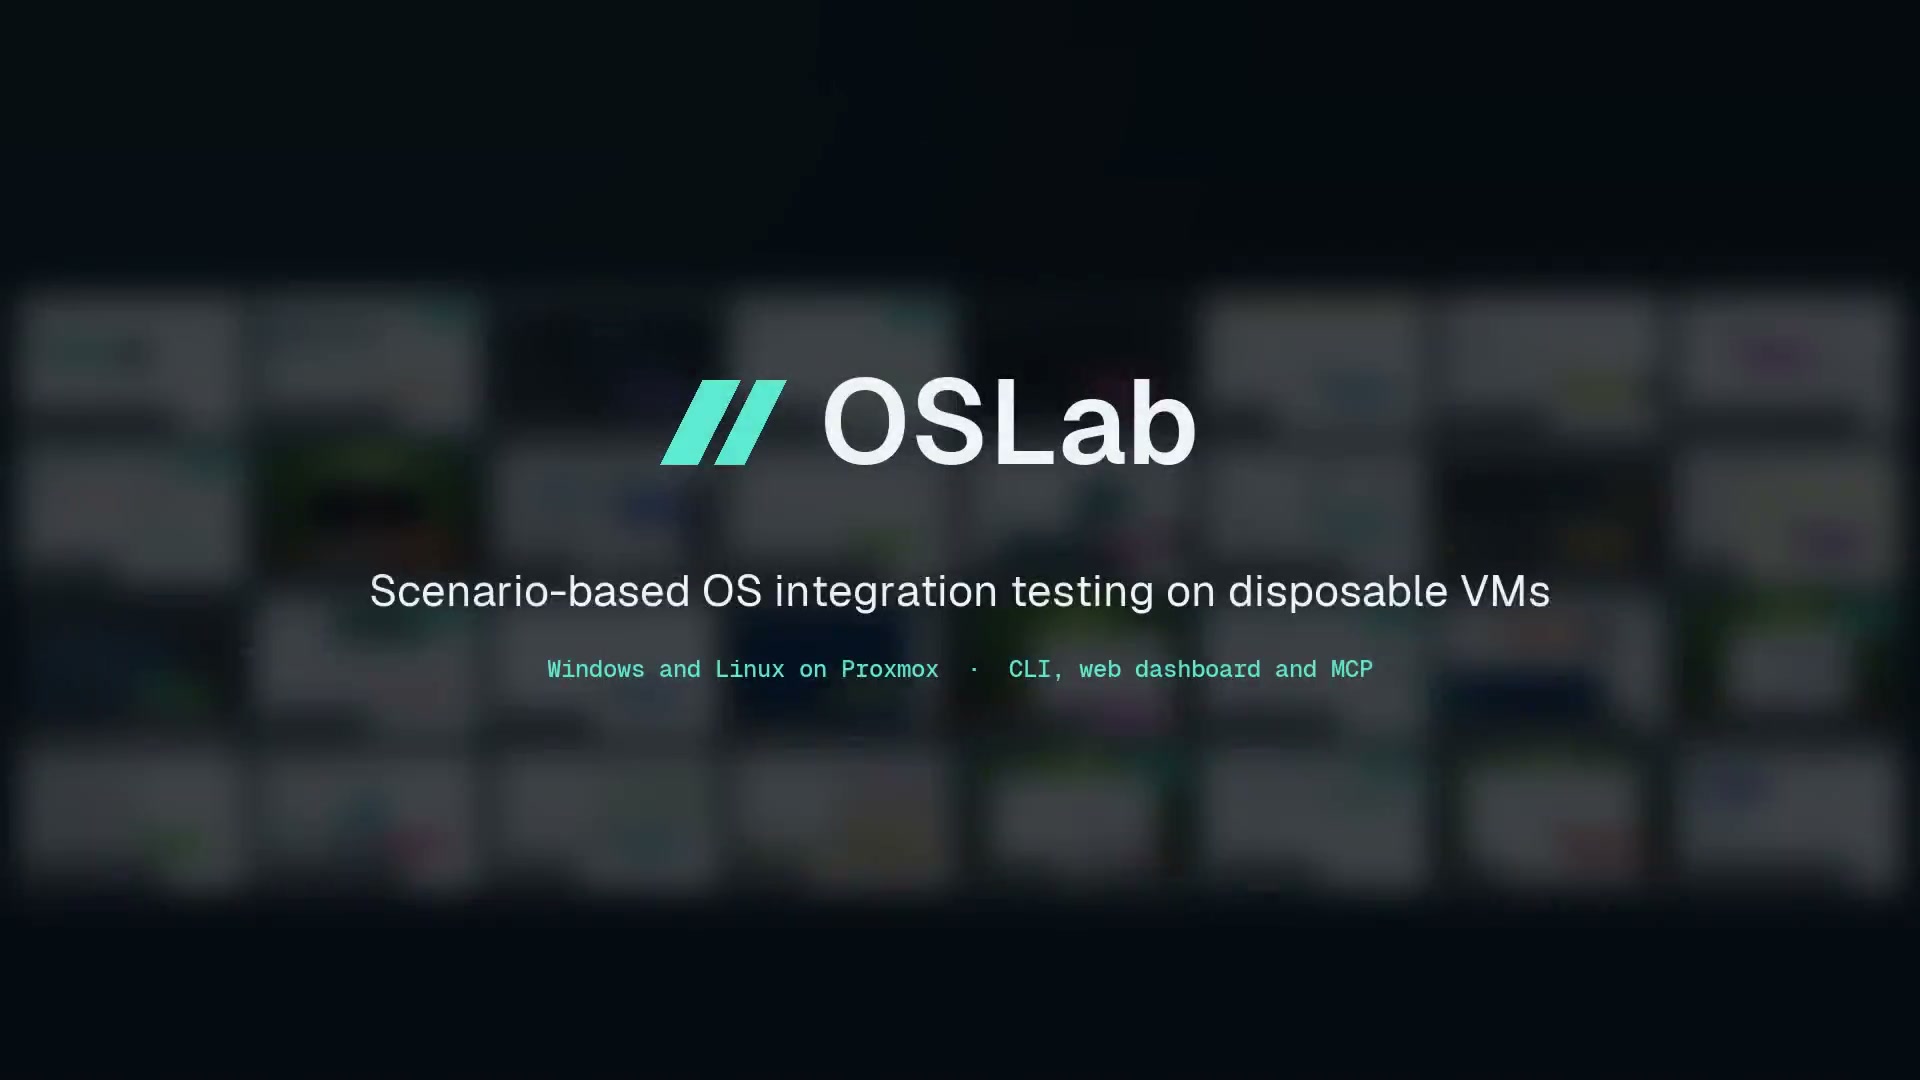 OSLab
Scenario-based OS integration testing on disposable VMs
Windows and Linux on Proxmox · CLI, web dashboard and MCP